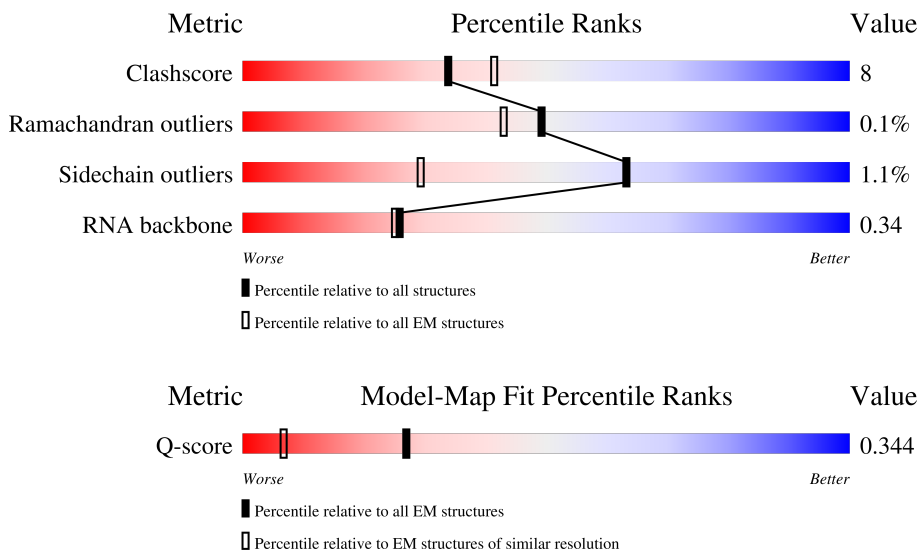 Metric Percentile Ranks Value
Clashscore 8
Ramachandran outliers 0.1%
Sidechain outliers 1.1%
RNA backbone 0.34
Worse Better
Percentile relative to all structures
Percentile relative to all EM structures
Metric Model-Map Fit Percentile Ranks Value
Q-score 0.344
Worse Better
Percentile relative to all EM structures
Percentile relative to EM structures of similar resolution